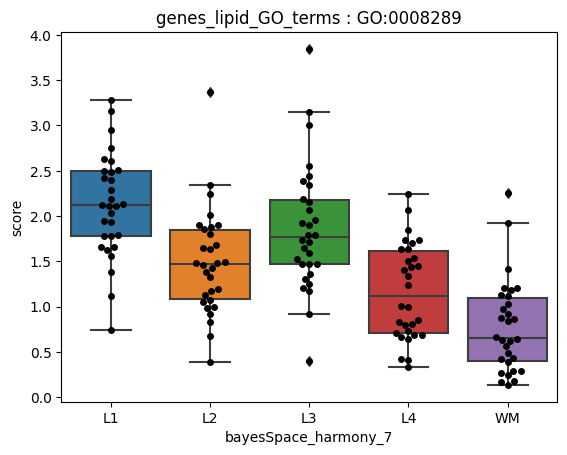 genes_lipid_GO_terms : GO:0008289
4.0
3.5
3.0
2.5
2.0
1.5
1.0
0.5
0.0
score
L1 L2 L3 L4 WM
bayesSpace_harmony_7